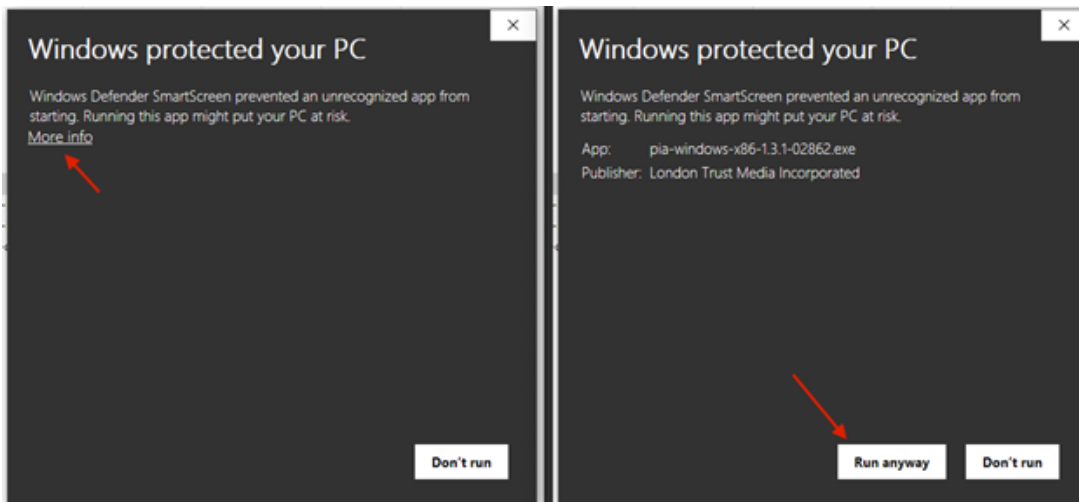 Windows protected your PC
Windows Defender SmartScreen prevented an unrecognized app from
starting. Running this app might put your PC at risk.
More info
Don't run
Windows protected your PC
Windows Defender SmartScreen prevented an unrecognized app from
starting. Running this app might put your PC at risk.
App: pia-windows-x86-1.3.1-02862.exe
Publisher: London Trust Media Incorporated
Run anyway Don't run